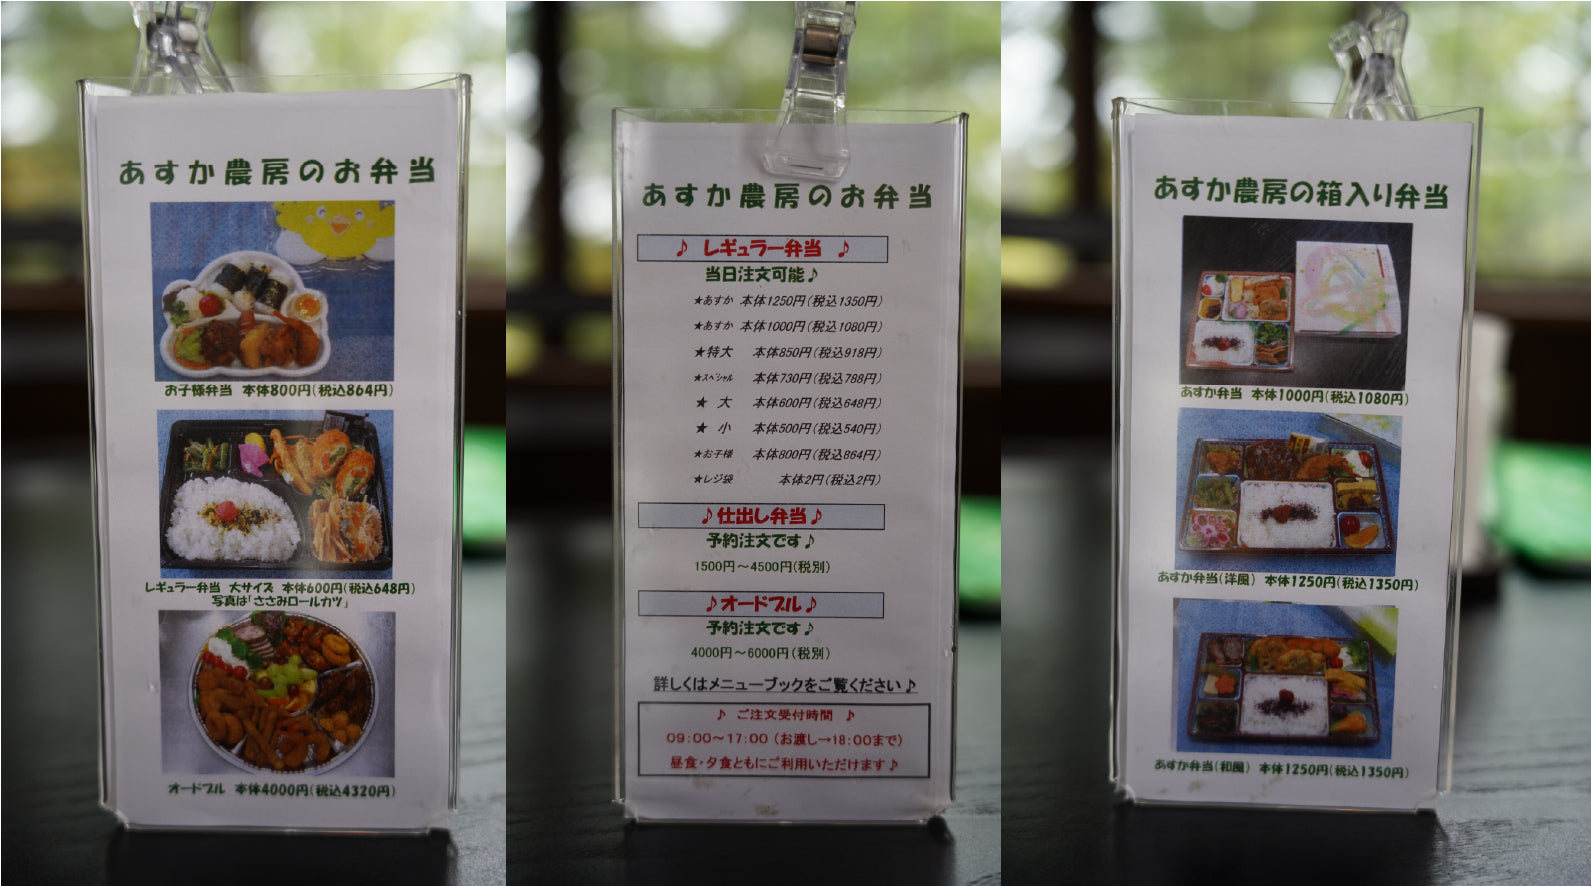 あすか農房のお弁当
お子様弁当 本体800円(税込864円)
レギュラー弁当 大サイズ 本体600円(税込648円)
写真は「ささみロールカツ」
オードブル 本体4000円(税込4320円)
あすか農房のお弁当
♪ レギュラー弁当 ♪
当日注文可能♪
★あすか 本体1250円(税込1350円)
★あすか 本体1000円(税込1080円)
★特大 本体850円(税込918円)
★スペシャル 本体730円(税込788円)
★ 大 本体600円(税込648円)
★ 小 本体500円(税込540円)
★お子様 本体800円(税込864円)
★レジ袋 本体2円(税込2円)
♪仕出し弁当♪
予約注文です♪
1500円～4500円(税別)
♪オードブル♪
予約注文です♪
4000円～6000円(税別)
詳しくはメニューブックをご覧ください♪
♪ ご注文受付時間 ♪
09:00～17:00 (お渡し→18:00まで)
昼食・夕食ともにご利用いただけます♪
あすか農房の箱入り弁当
あすか弁当 本体1000円(税込1080円)
あすか弁当(洋風) 本体1250円(税込1350円)
あすか弁当(和風) 本体1250円(税込1350円)